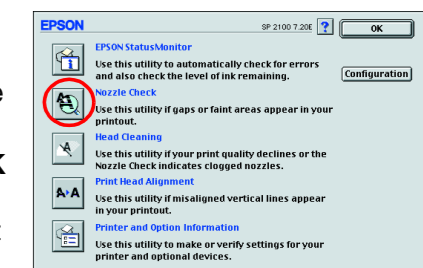 EPSON SP 2100 7.20E ? OK
EPSON StatusMonitor
Use this utility to automatically check for errors
and also check the level of ink remaining.
Configuration
Nozzle Check
Use this utility if gaps or faint areas appear in your
printout.
Head Cleaning
Use this utility if your print quality declines or the
Nozzle Check indicates clogged nozzles.
Print Head Alignment
Use this utility if misaligned vertical lines appear
in your printout.
Printer and Option Information
Use this utility to make or verify settings for your
printer and optional devices.